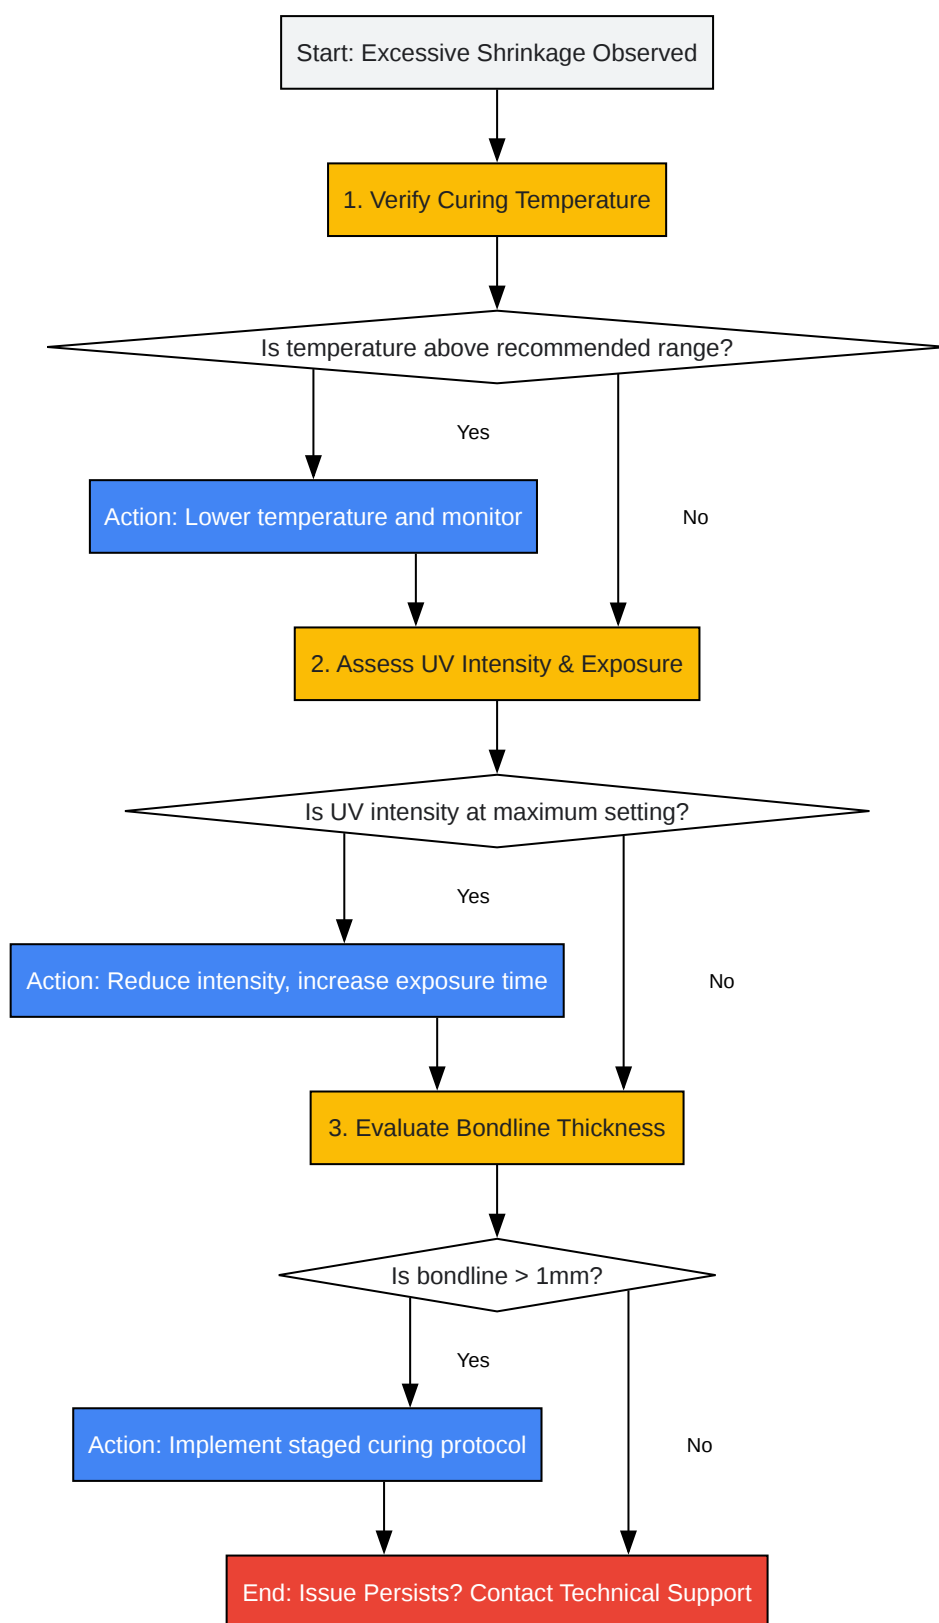 Start: Excessive Shrinkage Observed
1. Verify Curing Temperature
Is temperature above recommended range?
Yes
Action: Lower temperature and monitor
No
2. Assess UV Intensity & Exposure
Is UV intensity at maximum setting?
Yes
Action: Reduce intensity, increase exposure time
No
3. Evaluate Bondline Thickness
Is bondline > 1mm?
Yes
Action: Implement staged curing protocol
No
End: Issue Persists? Contact Technical Support